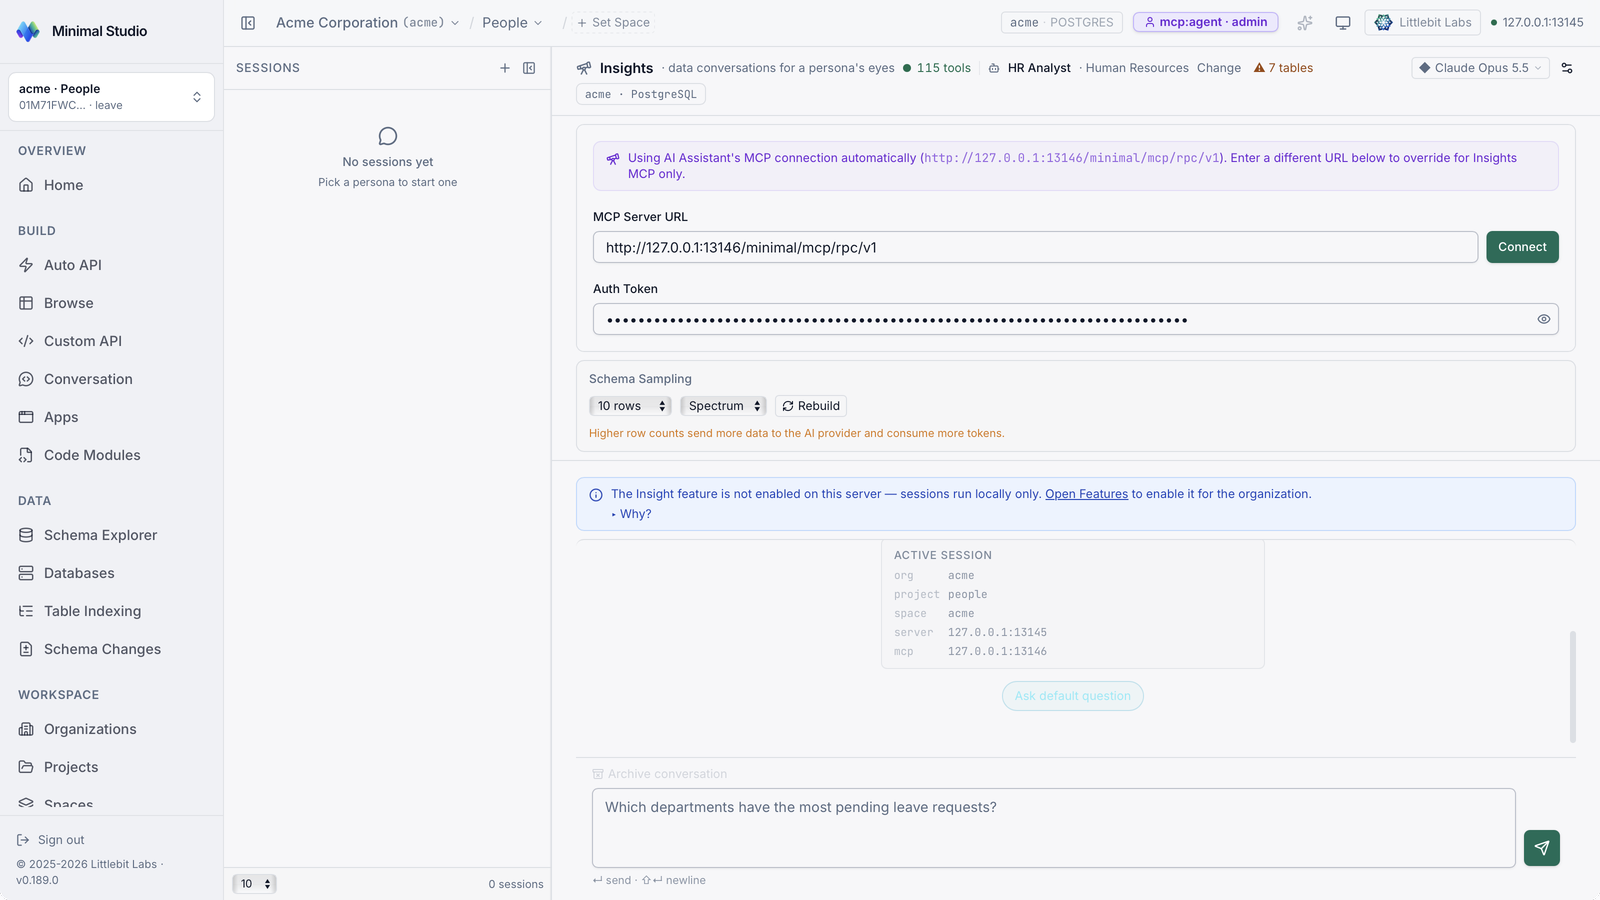 Minimal Studio
acme · People
01M71FWC... · leave
OVERVIEW
Home
BUILD
Auto API
Browse
Custom API
Conversation
Apps
Code Modules
DATA
Schema Explorer
Databases
Table Indexing
Schema Changes
WORKSPACE
Organizations
Projects
Spaces
Sign out
© 2025-2026 Littlebit Labs ·
v0.189.0
Acme Corporation (acme) / People / + Set Space
acme · POSTGRES
mcp:agent · admin
Littlebit Labs
127.0.0.1:13145
SESSIONS
No sessions yet
Pick a persona to start one
10
0 sessions
Insights · data conversations for a persona's eyes
115 tools
HR Analyst · Human Resources Change
7 tables
Claude Opus 5.5
acme · PostgreSQL
Using AI Assistant's MCP connection automatically (http://127.0.0.1:13146/minimal/mcp/rpc/v1). Enter a different URL below to override for Insights
MCP only.
MCP Server URL
http://127.0.0.1:13146/minimal/mcp/rpc/v1
Connect
Auth Token
Schema Sampling
10 rows
Spectrum
Rebuild
Higher row counts send more data to the AI provider and consume more tokens.
The Insight feature is not enabled on this server — sessions run locally only. Open Features to enable it for the organization.
▸ Why?
ACTIVE SESSION
org acme
project people
space acme
server 127.0.0.1:13145
mcp 127.0.0.1:13146
Ask default question
Archive conversation
Which departments have the most pending leave requests?
↵ send · ⇧↵ newline